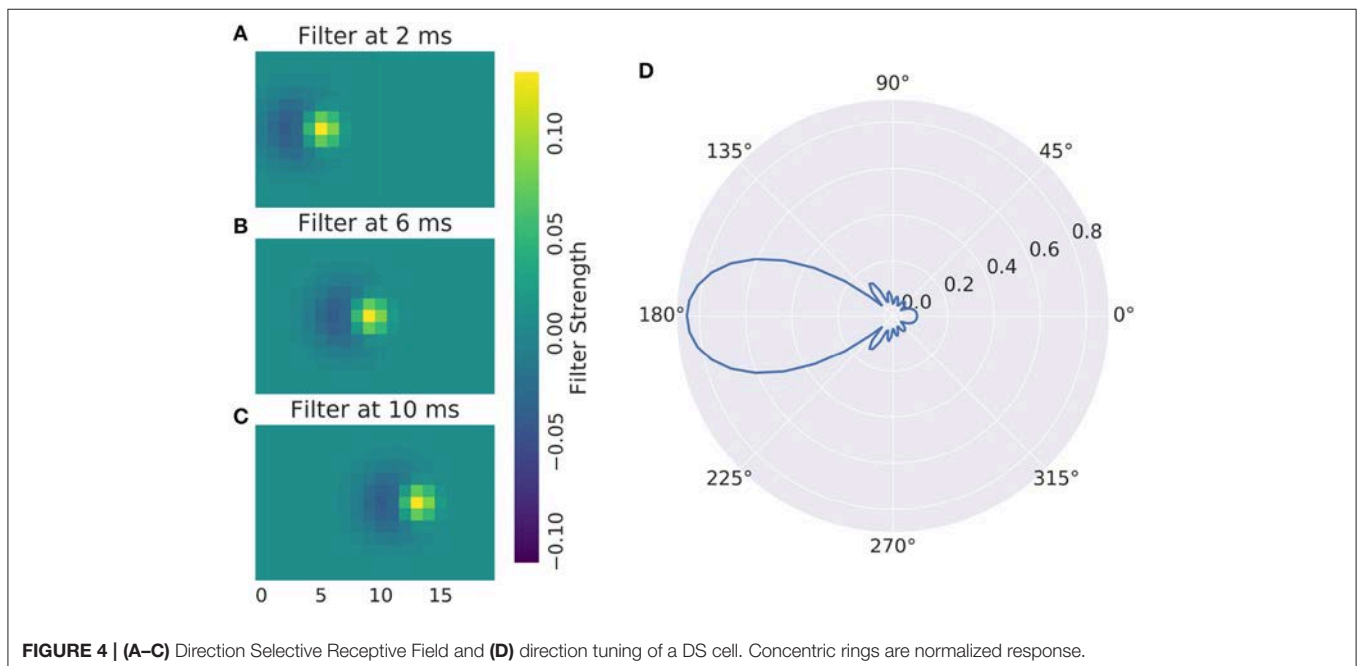 A
Filter at 2 ms
B
Filter at 6 ms
C
Filter at 10 ms
0 5 10 15
0.10
0.05
0.00
−0.05
−0.10
Filter Strength
D
90°
135°
45°
180°
0°
225°
315°
270°
0.0
0.2
0.4
0.6
0.8
FIGURE 4 | (A–C) Direction Selective Receptive Field and (D) direction tuning of a DS cell. Concentric rings are normalized response.